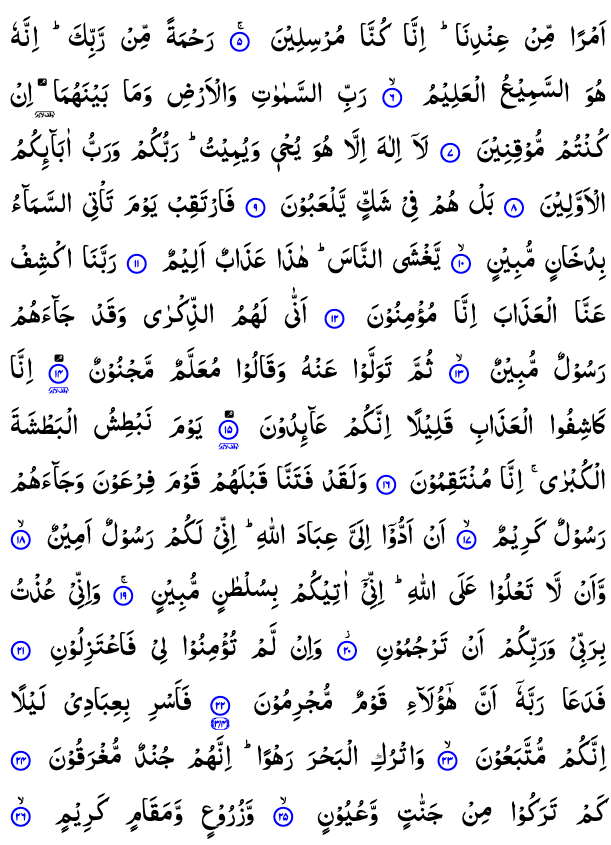 اَمۡرًا مِّنۡ عِنۡدِنَا‌ؕ اِنَّا كُنَّا مُرۡسِلِيۡنَ‌ۚ‏ ﴿۵﴾ رَحۡمَةً مِّنۡ رَّبِّكَ‌ؕ اِنَّهٗ
هُوَ السَّمِيۡعُ الۡعَلِيۡمُۙ‏ ﴿۶﴾ رَبِّ السَّمٰوٰتِ وَالۡاَرۡضِ وَمَا بَيۡنَهُمَا‌ۘ اِنۡ
كُنۡتُمۡ مُّوۡقِنِيۡنَ‏ ﴿۷﴾ لَاۤ اِلٰهَ اِلَّا هُوَ يُحۡىٖ وَيُمِيۡتُ‌ؕ رَبُّكُمۡ وَرَبُّ اٰبَآئِكُمُ
الۡاَوَّلِيۡنَ‏ ﴿۸﴾ بَلۡ هُمۡ فِىۡ شَكٍّ يَّلۡعَبُوۡنَ‏ ﴿۹﴾ فَارۡتَقِبۡ يَوۡمَ تَاۡتِى السَّمَآءُ
بِدُخَانٍ مُّبِيۡنٍۙ‏ ﴿۱۰﴾ يَّغۡشَى النَّاسَ‌ؕ هٰذَا عَذَابٌ اَلِيۡمٌ‏ ﴿۱۱﴾ رَبَّنَا اكۡشِفۡ
عَنَّا الۡعَذَابَ اِنَّا مُؤۡمِنُوۡنَ‏ ﴿۱۲﴾ اَنّٰى لَهُمُ الذِّكۡرٰى وَقَدۡ جَآءَهُمۡ
رَسُوۡلٌ مُّبِيۡنٌۙ‏ ﴿۱۳﴾ ثُمَّ تَوَلَّوۡا عَنۡهُ وَقَالُوۡا مُعَلَّمٌ مَّجۡنُوۡنٌ‌ۘ‏ ﴿۱۴﴾ اِنَّا
كَاشِفُوا الۡعَذَابِ قَلِيۡلًا اِنَّكُمۡ عَآئِدُوۡنَ‌ۘ‏ ﴿۱۵﴾ يَوۡمَ نَبۡطِشُ الۡبَطۡشَةَ
الۡكُبۡرٰى‌ۚ اِنَّا مُنۡتَقِمُوۡنَ‏ ﴿۱۶﴾ وَلَقَدۡ فَتَنَّا قَبۡلَهُمۡ قَوۡمَ فِرۡعَوۡنَ وَجَآءَهُمۡ
رَسُوۡلٌ كَرِيۡمٌۙ‏ ﴿۱۷﴾ اَنۡ اَدُّوۡۤا اِلَىَّ عِبَادَ اللّٰهِ‌ؕ اِنِّىۡ لَكُمۡ رَسُوۡلٌ اَمِيۡنٌۙ‏ ﴿۱۸﴾
وَّاَنۡ لَّا تَعۡلُوۡا عَلَى اللّٰهِ‌ؕ اِنِّىۡۤ اٰتِيۡكُمۡ بِسُلۡطٰنٍ مُّبِيۡنٍ‌ۚ‏ ﴿۱۹﴾ وَاِنِّىۡ عُذۡتُ
بِرَبِّىۡ وَرَبِّكُمۡ اَنۡ تَرۡجُمُوۡنِ‏ ﴿۲۰﴾ وَاِنۡ لَّمۡ تُؤۡمِنُوۡا لِىۡ فَاعۡتَزِلُوۡنِ‏ ﴿۲۱﴾
فَدَعَا رَبَّهٗۤ اَنَّ هٰٓؤُلَاۤءِ قَوۡمٌ مُّجۡرِمُوۡنَ‏ ﴿۲۲﴾ فَاَسۡرِ بِعِبَادِىۡ لَيۡلًا
اِنَّكُمۡ مُّتَّبَعُوۡنَۙ‏ ﴿۲۳﴾ وَاتۡرُكِ الۡبَحۡرَ رَهۡوًا‌ؕ اِنَّهُمۡ جُنۡدٌ مُّغۡرَقُوۡنَ‏ ﴿۲۴﴾
كَمۡ تَرَكُوۡا مِنۡ جَنّٰتٍ وَّعُيُوۡنٍۙ‏ ﴿۲۵﴾ وَّزُرُوۡعٍ وَّمَقَامٍ كَرِيۡمٍۙ‏ ﴿۲۶﴾